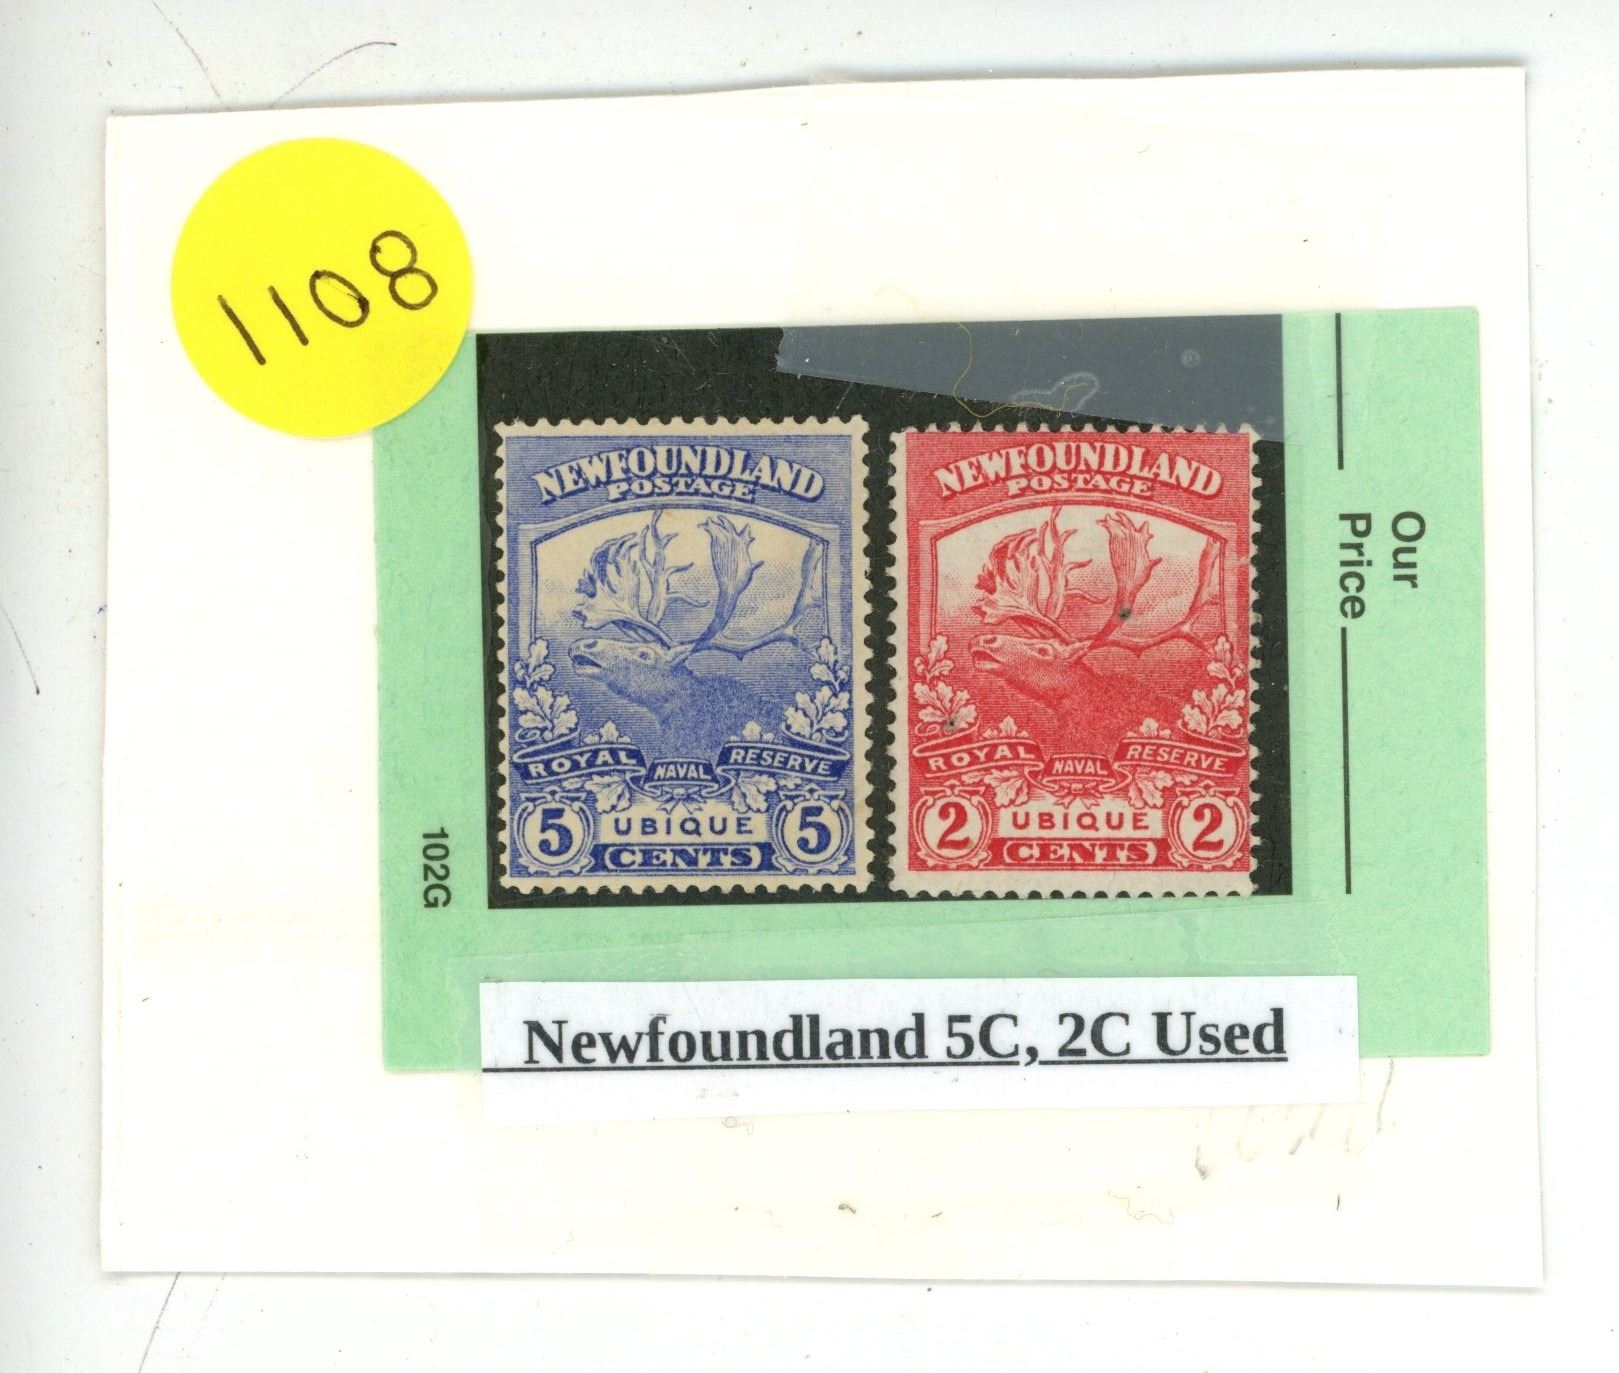 1108
NEWFOUNDLAND
POSTAGE
ROYAL NAVAL RESERVE
5 UBIQUE 5
CENTS
NEWFOUNDLAND
POSTAGE
ROYAL NAVAL RESERVE
2 UBIQUE 2
CENTS
Our
Price
102G
Newfoundland 5C, 2C Used